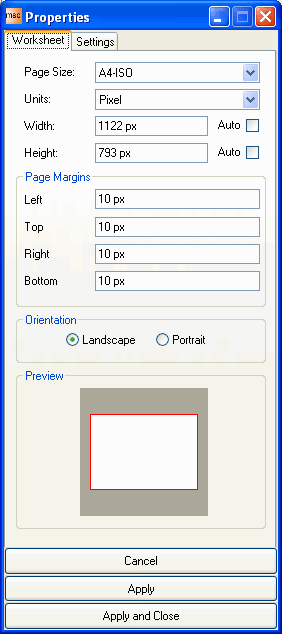 msc Properties
Worksheet Settings
Page Size: A4-ISO
Units: Pixel
Width: 1122 px Auto
Height: 793 px Auto
Page Margins
Left 10 px
Top 10 px
Right 10 px
Bottom 10 px
Orientation
Landscape Portrait
Preview
Cancel
Apply
Apply and Close